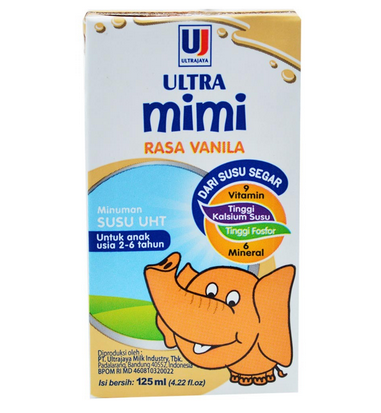 UJ
ULTRAJAYA
ULTRA
mimi
RASA VANILA
DARI SUSU SEGAR
9
Vitamin
Tinggi
Kalsium Susu
Tinggi Fosfor
6
Mineral
Minuman
SUSU UHT
Untuk anak
usia 2-6 tahun
Diproduksi oleh :
PT. Ultrajaya Milk Industry, Tbk.
Padalarang, Bandung 40552, Indonesia
BPOM RI MD 460810320022
Isi bersih: 125 ml (4.22 fl.oz)